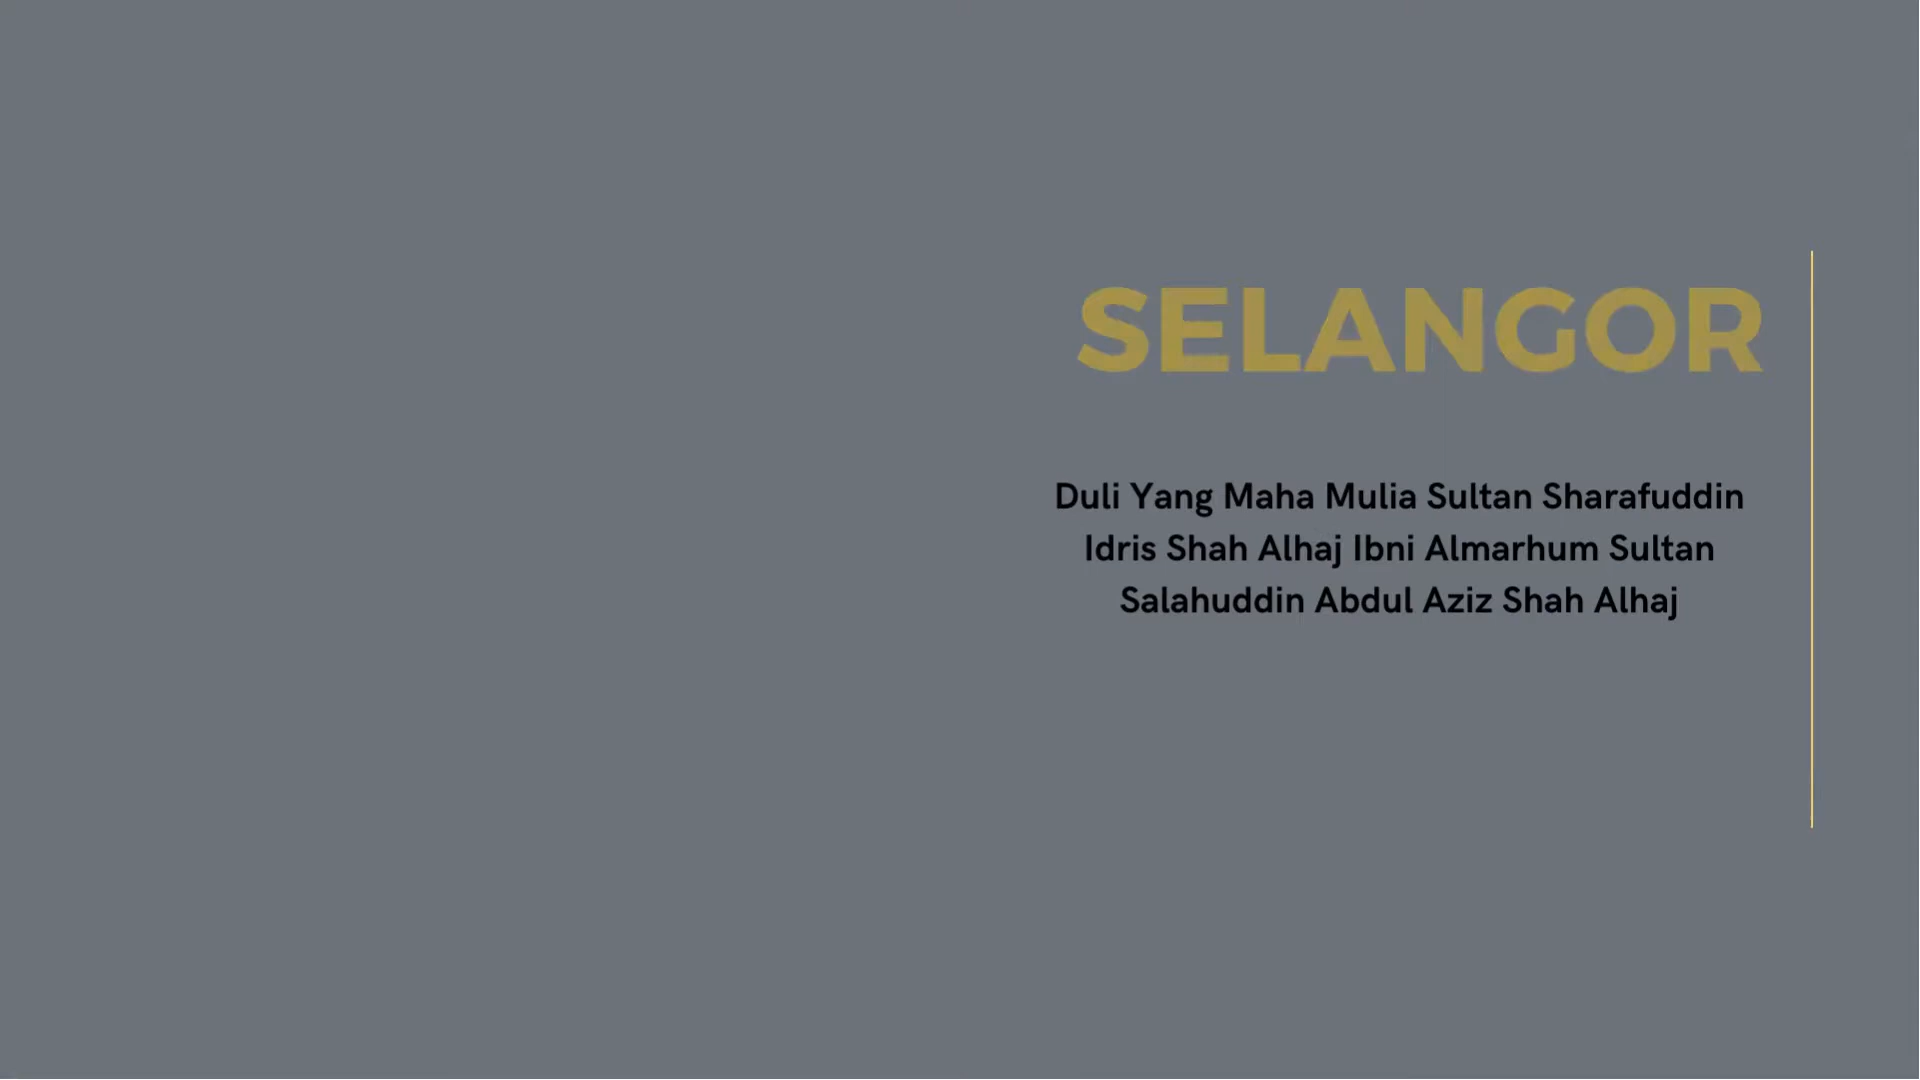 SELANGOR
Duli Yang Maha Mulia Sultan Sharafuddin
Idris Shah Alhaj Ibni Almarhum Sultan
Salahuddin Abdul Aziz Shah Alhaj